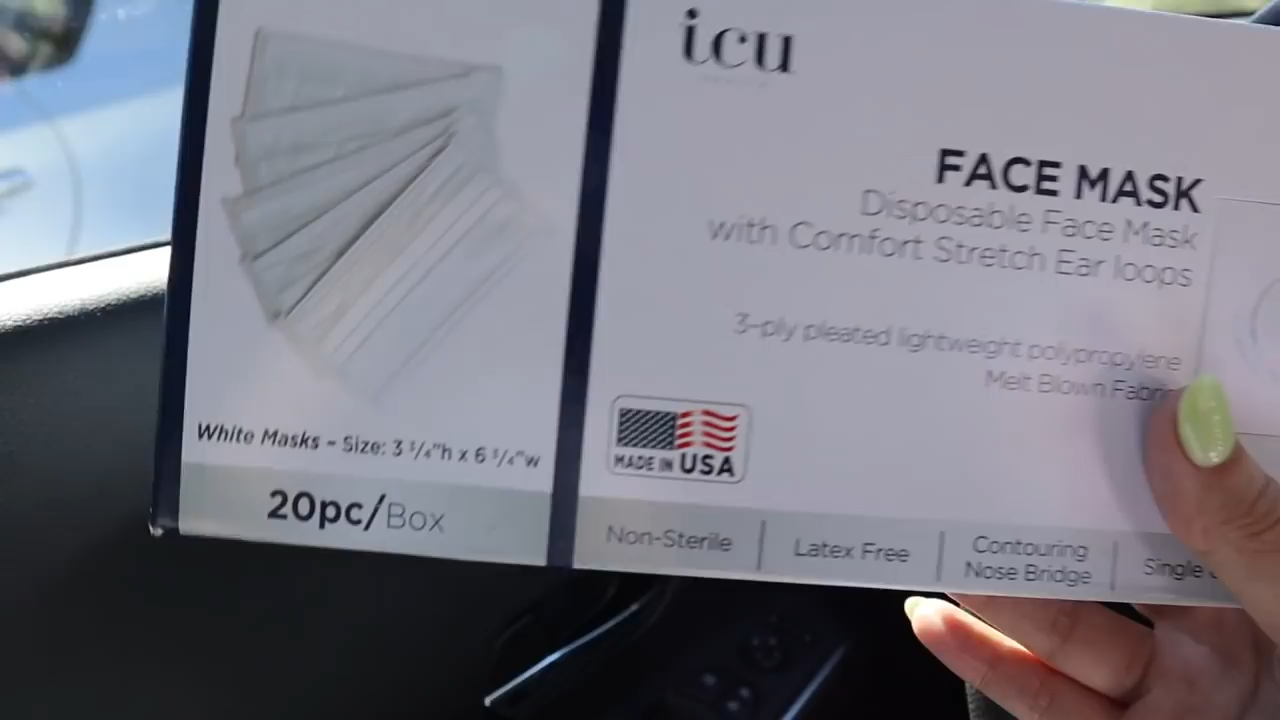 icu
FACE MASK
Disposable Face Mask
with Comfort Stretch Ear loops
3-ply pleated lightweight polypropylene
Melt Blown Fabric
MADE IN USA
White Masks - Size: 3 3/4"h x 6 3/4"w
20pc/Box
Non-Sterile
Latex Free
Contouring
Nose Bridge
Single